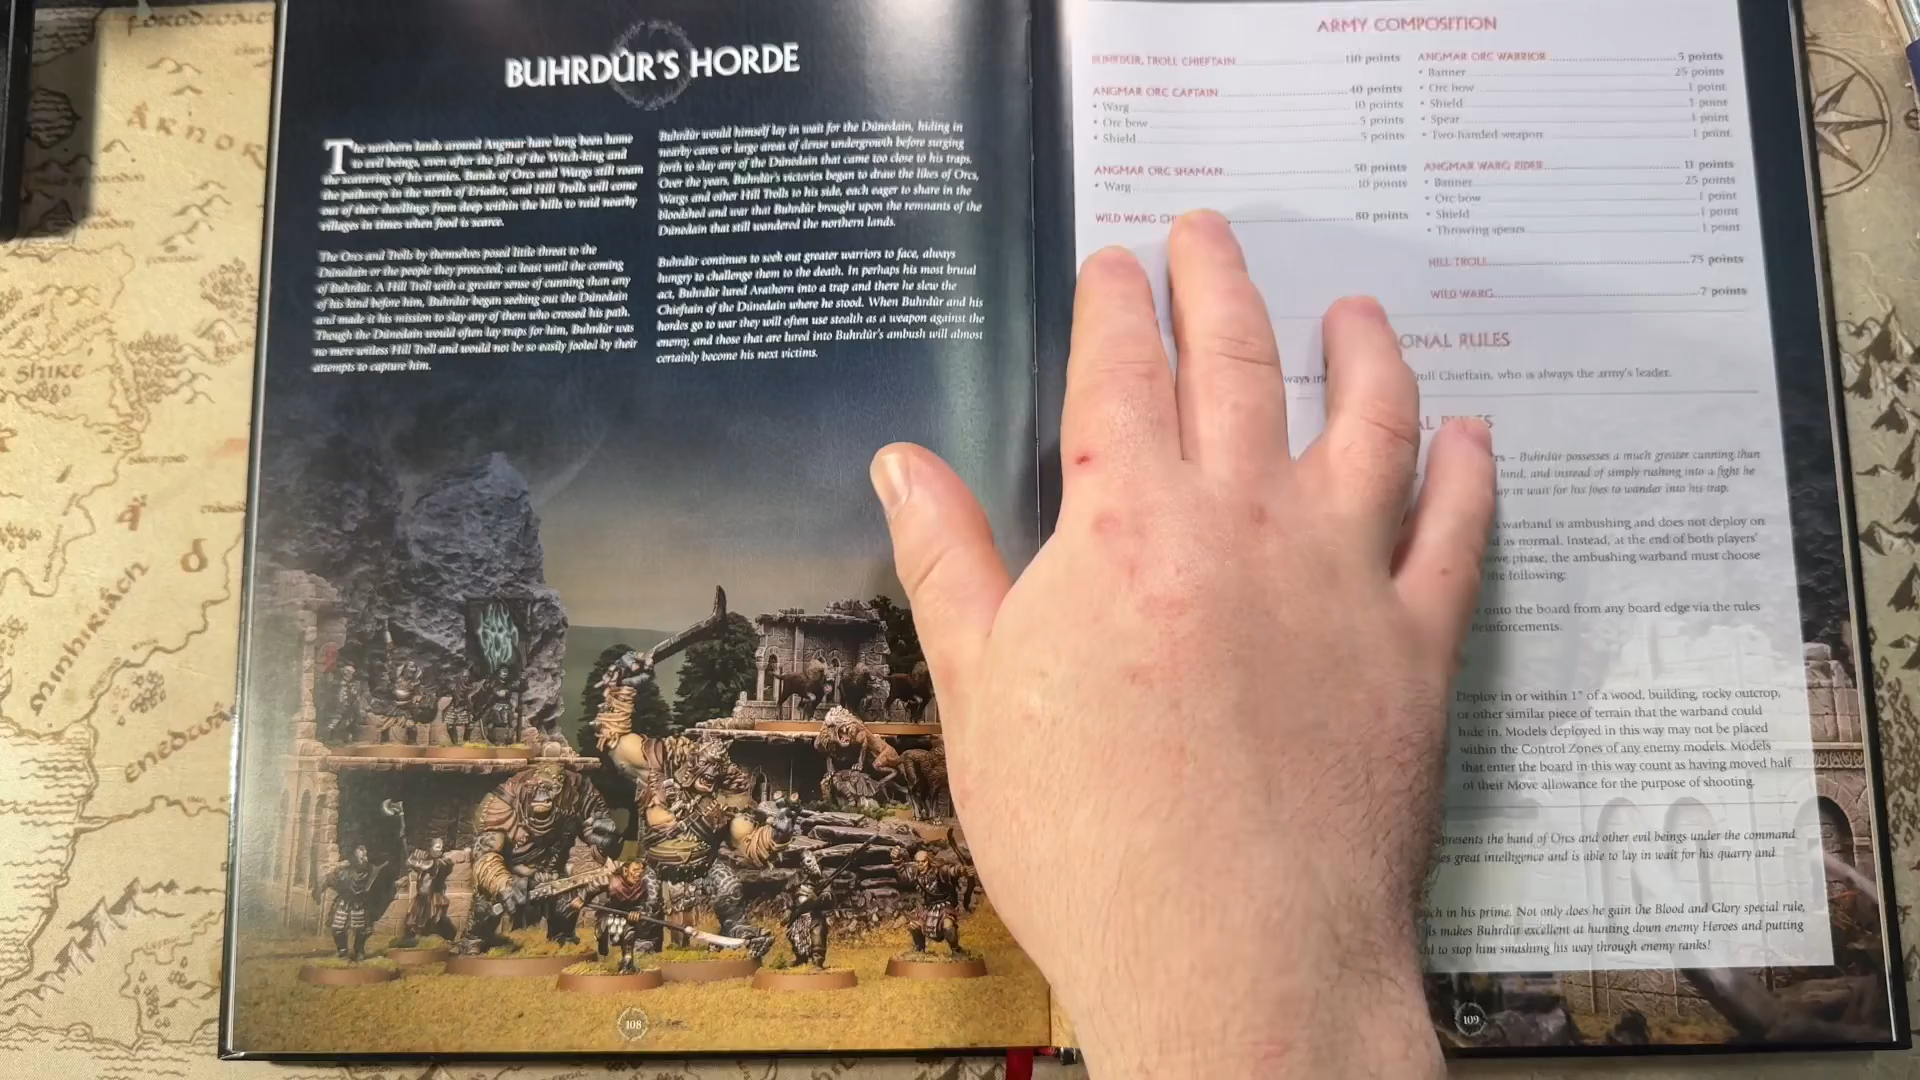 BUHRDÛR'S HORDE
The northern lands around Angmar have long been home
to evil beings, even after the fall of the Witch-king and
the scattering of his armies. Bands of Orcs and Wargs still roam
the pathways in the north of Eriador, and Hill Trolls will come
out of their dwellings from deep within the hills to raid nearby
villages in times when food is scarce.
The Orcs and Trolls by themselves posed little threat to the
Dúnedain or the people they protected; at least until the coming
of Buhrdûr. A Hill Troll with a greater sense of cunning than any
of his kind before him, Buhrdûr began seeking out the Dúnedain
and made it his mission to slay any of them who crossed his path.
Though the Dúnedain would often lay traps for him, Buhrdûr was
no mere witless Hill Troll and would not be so easily fooled by their
attempts to capture him.
Buhrdûr would himself lay in wait for the Dúnedain, hiding in
nearby caves or large areas of dense undergrowth before surging
forth to slay any of the Dúnedain that came too close to his traps.
Over the years, Buhrdûr's victories began to draw the likes of Orcs,
Wargs and other Hill Trolls to his side, each eager to share in the
bloodshed and war that Buhrdûr brought upon the remnants of the
Dúnedain that still wandered the northern lands.
Buhrdûr continues to seek out greater warriors to face, always
hungry to challenge them to the death. In perhaps his most brutal
act, Buhrdûr lured Arathorn into a trap and there he slew the
Chieftain of the Dúnedain where he stood. When Buhrdûr and his
hordes go to war they will often use stealth as a weapon against the
enemy, and those that are lured into Buhrdûr's ambush will almost
certainly become his next victims.
108
ARMY COMPOSITION
BUHRDÛR, TROLL CHIEFTAIN 110 points
ANGMAR ORC CAPTAIN 40 points
• Warg 10 points
• Orc bow 5 points
• Shield 5 points
ANGMAR ORC SHAMAN 50 points
• Warg 10 points
WILD WARG CH 80 points
ANGMAR ORC WARRIOR 5 points
• Banner 25 points
• Orc bow 1 point
• Shield 1 point
• Spear 1 point
• Two-handed weapon 1 point
ANGMAR WARG RIDER 11 points
• Banner 25 points
• Orc bow 1 point
• Shield 1 point
• Throwing spears 1 point
HILL TROLL 75 points
WILD WARG 7 points
ONAL RULES
ways in roll Chieftain, who is always the army's leader.
– Buhrdûr possesses a much greater cunning than
kind, and instead of simply rushing into a fight he
in wait for his foes to wander into his trap.
warband is ambushing and does not deploy on
as normal. Instead, at the end of both players'
phase, the ambushing warband must choose
the following:
onto the board from any board edge via the rules
Reinforcements.
Deploy in or within 1" of a wood, building, rocky outcrop,
or other similar piece of terrain that the warband could
hide in. Models deployed in this way may not be placed
within the Control Zones of any enemy models. Models
that enter the board in this way count as having moved half
of their Move allowance for the purpose of shooting.
epresents the band of Orcs and other evil beings under the command
great intelligence and is able to lay in wait for his quarry and
in his prime. Not only does he gain the Blood and Glory special rule,
makes Buhrdûr excellent at hunting down enemy Heroes and putting
to stop him smashing his way through enemy ranks!
109
ARNOR
SHIRE
MINHIRIATH
ENEDWA